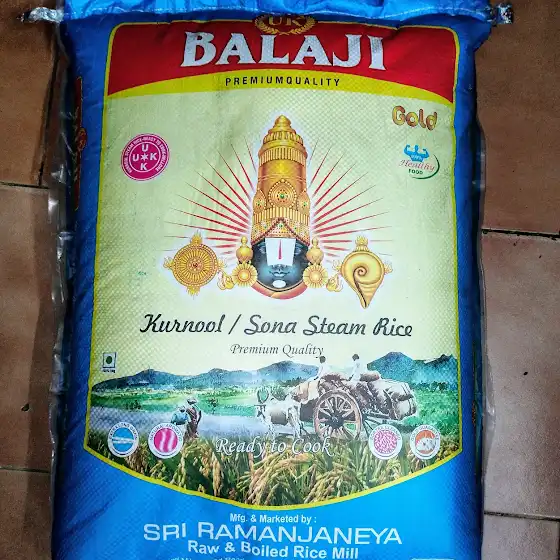 UK
BALAJI
PREMIUMQUALITY
Gold
U
U*K
K
Healthy
FOOD
Kurnool / Sona Steam Rice
Premium Quality
Ready to Cook
Mfg. & Marketed by :
SRI RAMANJANEYA
Raw & Boiled Rice Mill